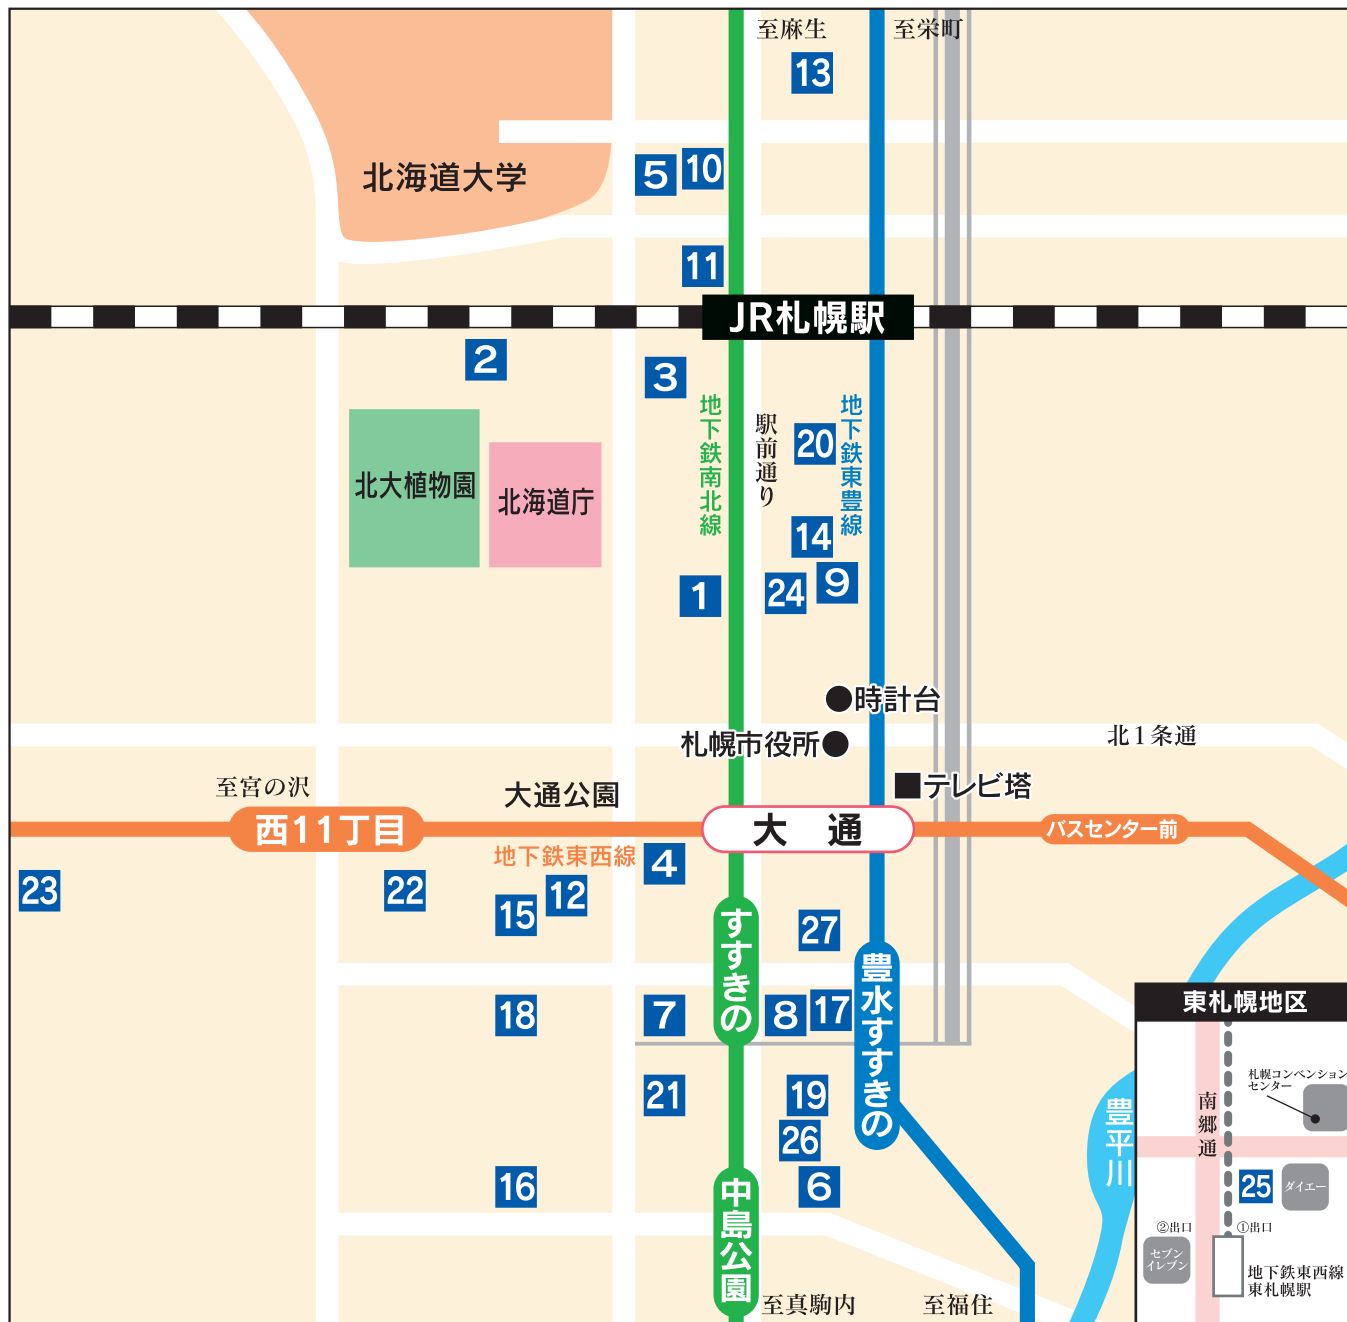 至麻生
至栄町
13
北海道大学
5
10
11
JR札幌駅
2
3
地下鉄南北線
駅前通り
20
地下鉄東豊線
北大植物園
北海道庁
14
1
24
9
時計台
札幌市役所
北1条通
テレビ塔
至宮の沢
大通公園
西11丁目
大 通
バスセンター前
地下鉄東西線
4
23
22
15
12
すすきの
27
豊水すすきの
18
7
8
17
21
19
26
16
6
中島公園
至真駒内
至福住
豊平川
東札幌地区
札幌コンベンション
センター
南郷通
25
ダイエー
②出口
①出口
セブン
イレブン
地下鉄東西線
東札幌駅